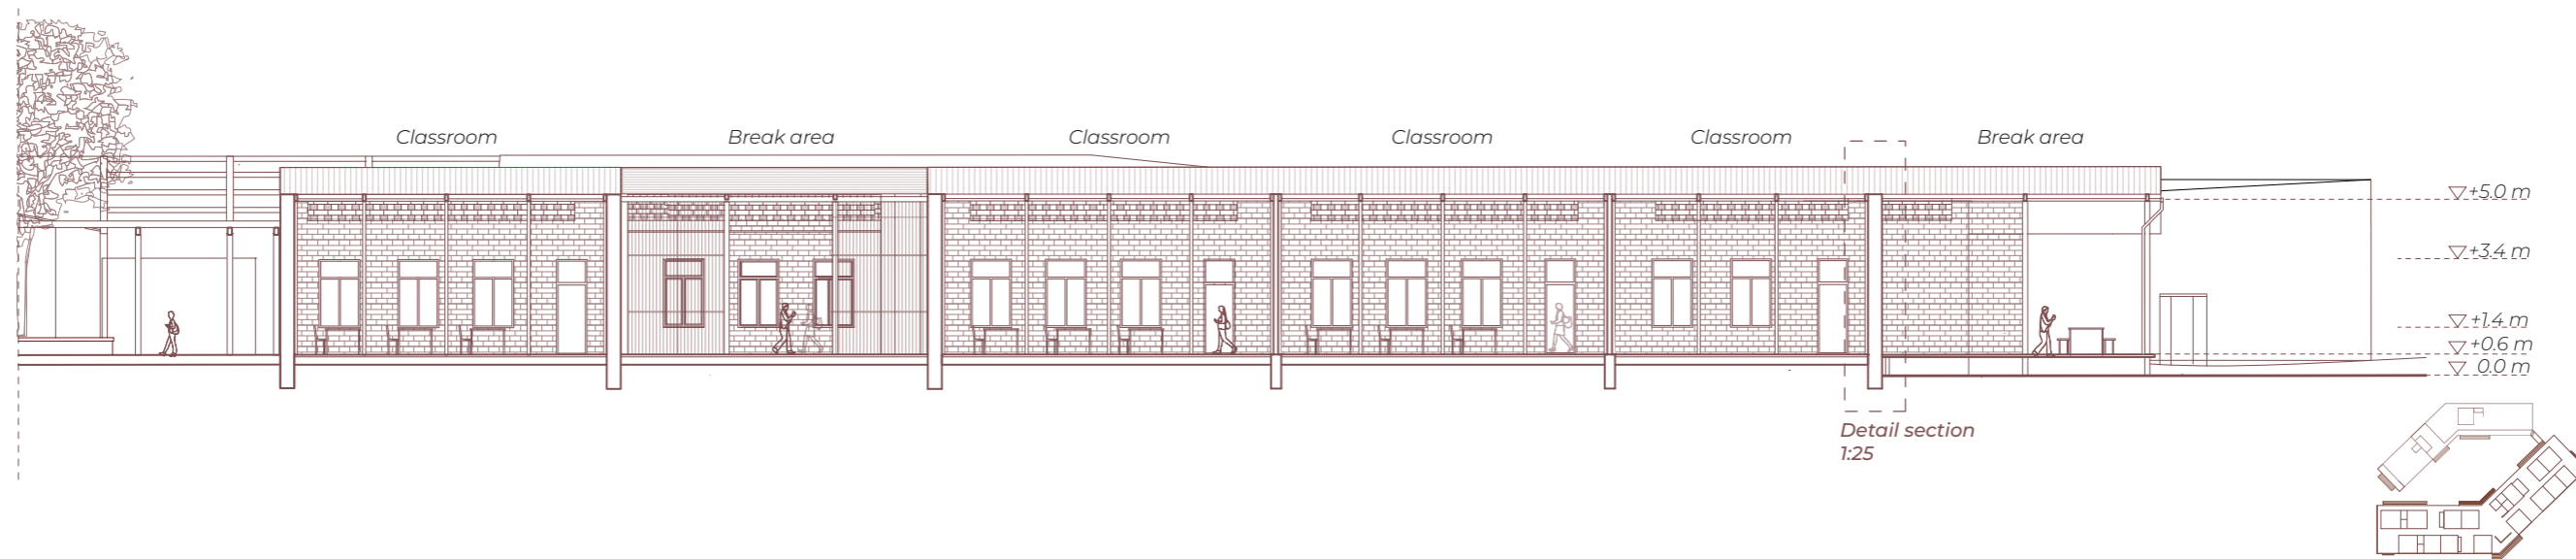 Classroom
Break area
Classroom
Classroom
Classroom
Break area
+5.0 m
+3.4 m
+1.4 m
+0.6 m
0.0 m
Detail section
1:25